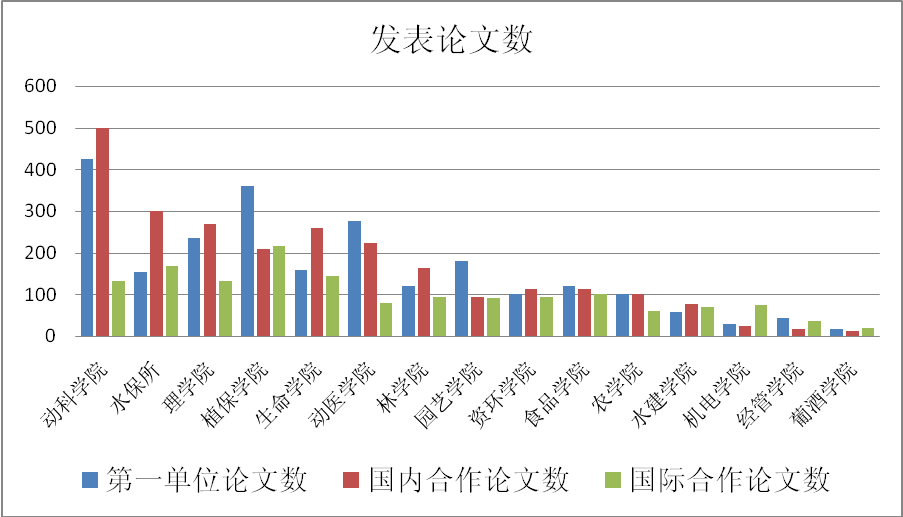 发表论文数
600
500
400
300
200
100
0
动科学院
水保所
理学院
植保学院
生命学院
动医学院
林学院
园艺学院
资环学院
食品学院
农学院
水建学院
机电学院
经管学院
葡酒学院
第一单位论文数 国内合作论文数 国际合作论文数